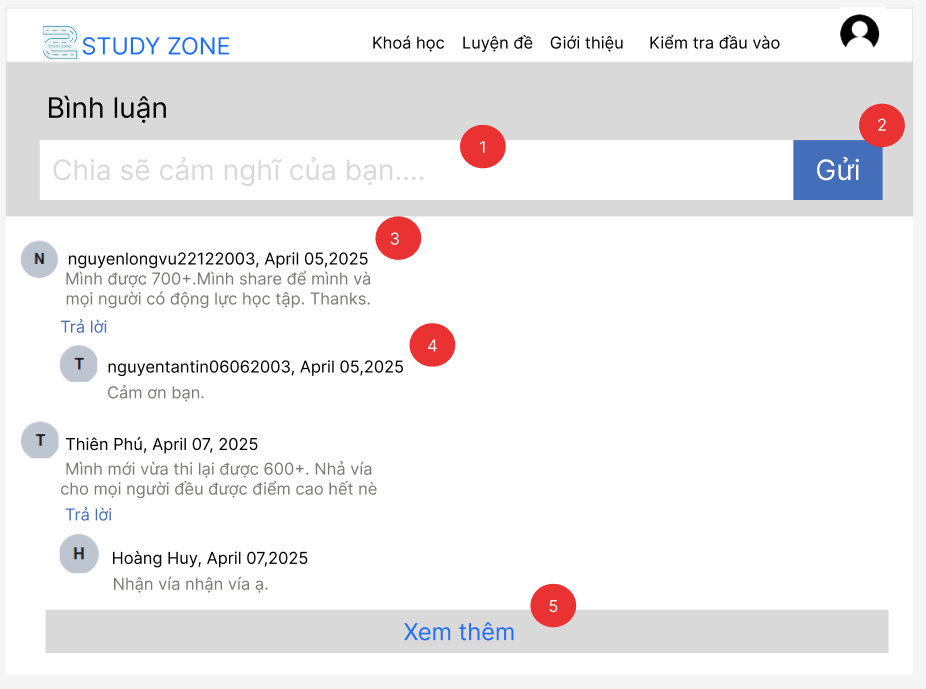 STUDY ZONE
STUDY ZONE
Khoá học Luyện đề Giới thiệu Kiểm tra đầu vào
Bình luận
2
1
Chia sẽ cảm nghĩ của bạn....
Gửi
3
N
nguyenlongvu22122003, April 05,2025
Mình được 700+.Mình share để mình và
mọi người có động lực học tập. Thanks.
Trả lời
4
T
nguyentantin06062003, April 05,2025
Cảm ơn bạn.
T
Thiên Phú, April 07, 2025
Mình mới vừa thi lại được 600+. Nhả vía
cho mọi người đều được điểm cao hết nè
Trả lời
H
Hoàng Huy, April 07,2025
Nhận vía nhận vía ạ.
5
Xem thêm